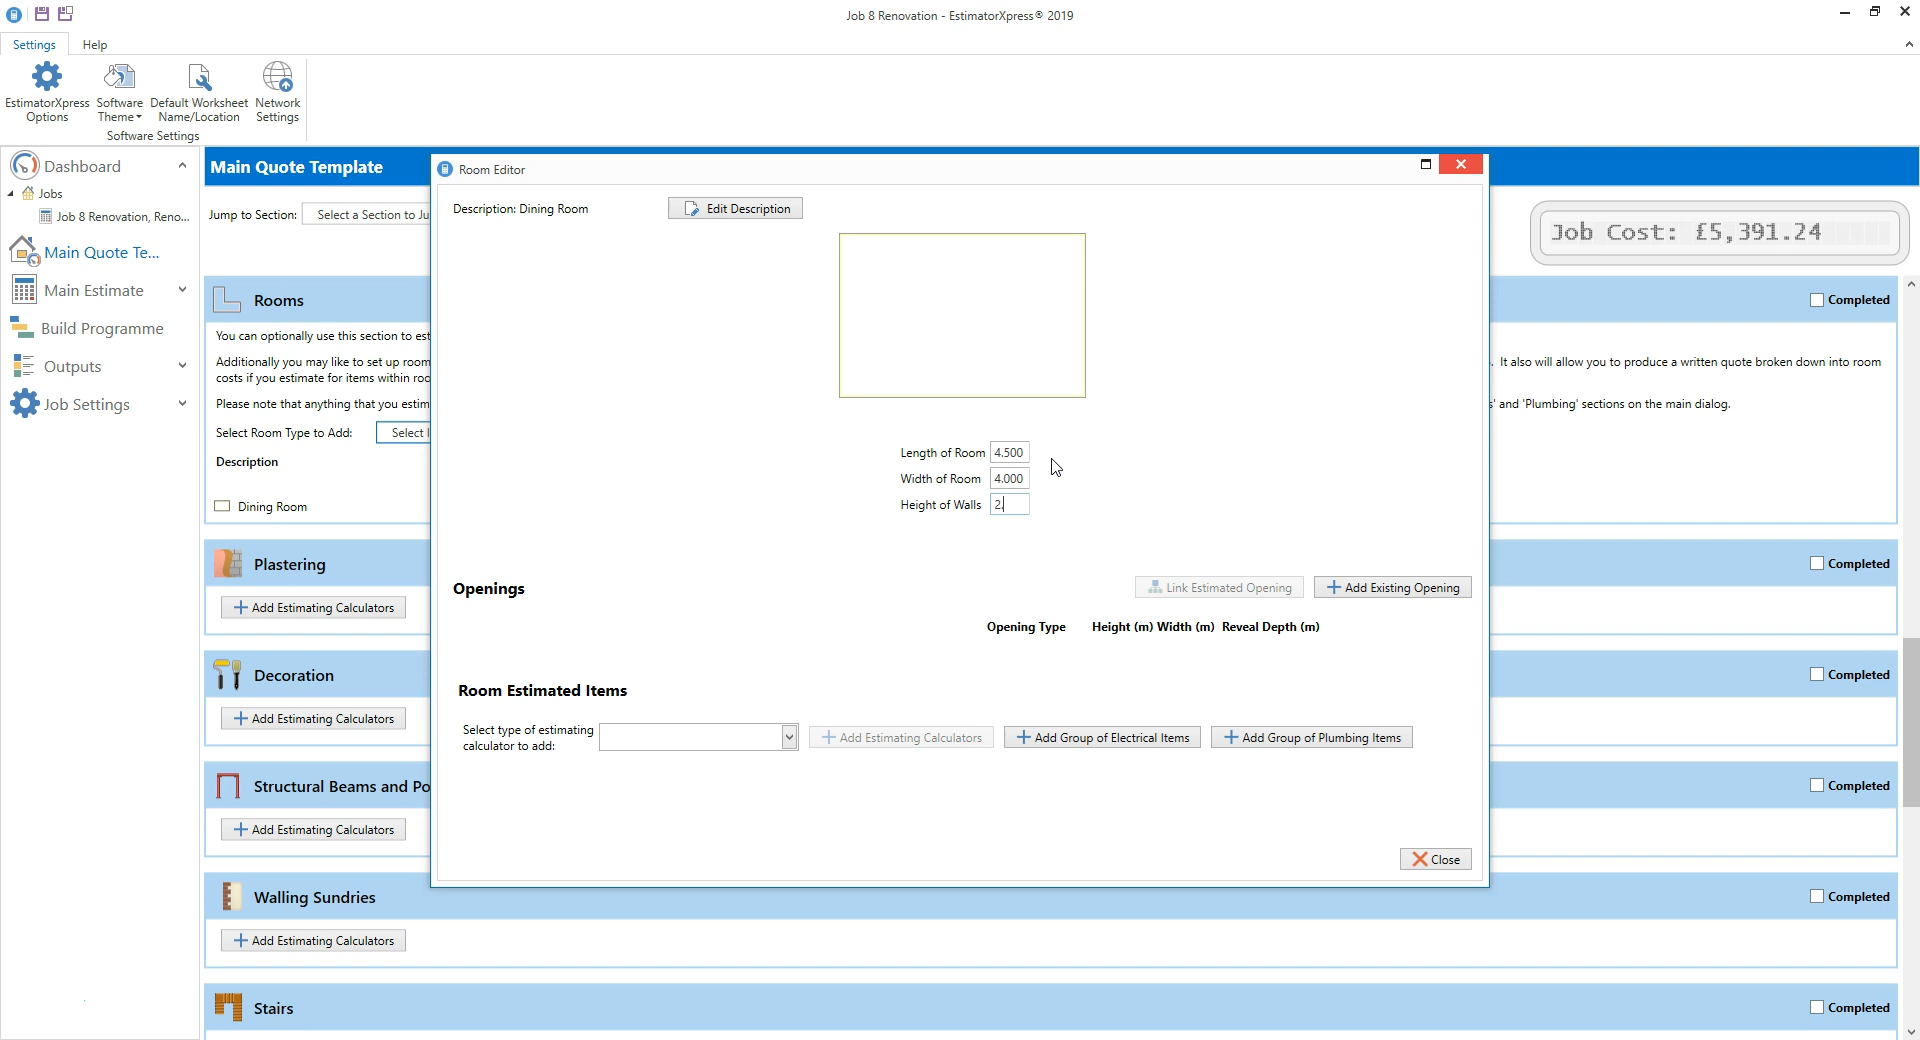 Job 8 Renovation - EstimatorXpress® 2019
Settings
Help
EstimatorXpress
Options
Software
Theme
Default Worksheet
Name/Location
Network
Settings
Software Settings
Dashboard
Jobs
Job 8 Renovation, Reno...
Main Quote Te...
Main Estimate
Build Programme
Outputs
Job Settings
Main Quote Template
Jump to Section:
Select a Section to Ju
Job Cost: £5,391.24
Rooms
Completed
You can optionally use this section to est
Additionally you may like to set up room
. It also will allow you to produce a written quote broken down into room
costs if you estimate for items within roo
Please note that anything that you estim
s' and 'Plumbing' sections on the main dialog.
Select Room Type to Add:
Select
Description
Dining Room
Plastering
Completed
Add Estimating Calculators
Decoration
Completed
Add Estimating Calculators
Structural Beams and Po
Completed
Add Estimating Calculators
Walling Sundries
Completed
Add Estimating Calculators
Stairs
Completed
Room Editor
Description: Dining Room
Edit Description
Length of Room 4.500
Width of Room 4.000
Height of Walls 2.
Openings
Link Estimated Opening
Add Existing Opening
Opening Type Height (m) Width (m) Reveal Depth (m)
Room Estimated Items
Select type of estimating
calculator to add:
Add Estimating Calculators
Add Group of Electrical Items
Add Group of Plumbing Items
Close